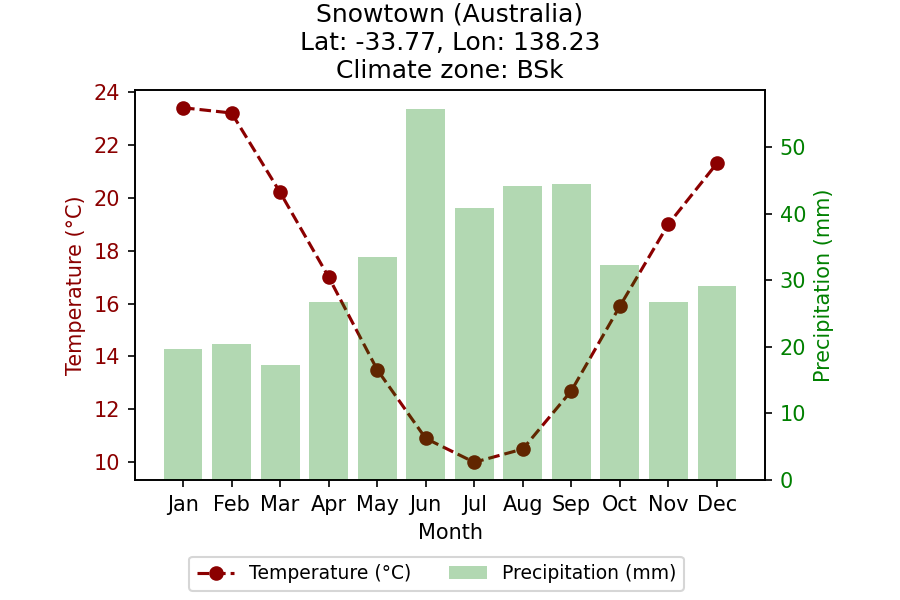 Snowtown (Australia)
Lat: -33.77, Lon: 138.23
Climate zone: BSk
Temperature (°C)
24
22
20
18
16
14
12
10
Precipitation (mm)
50
40
30
20
10
0
Jan Feb Mar Apr May Jun Jul Aug Sep Oct Nov Dec
Month
Temperature (°C) Precipitation (mm)